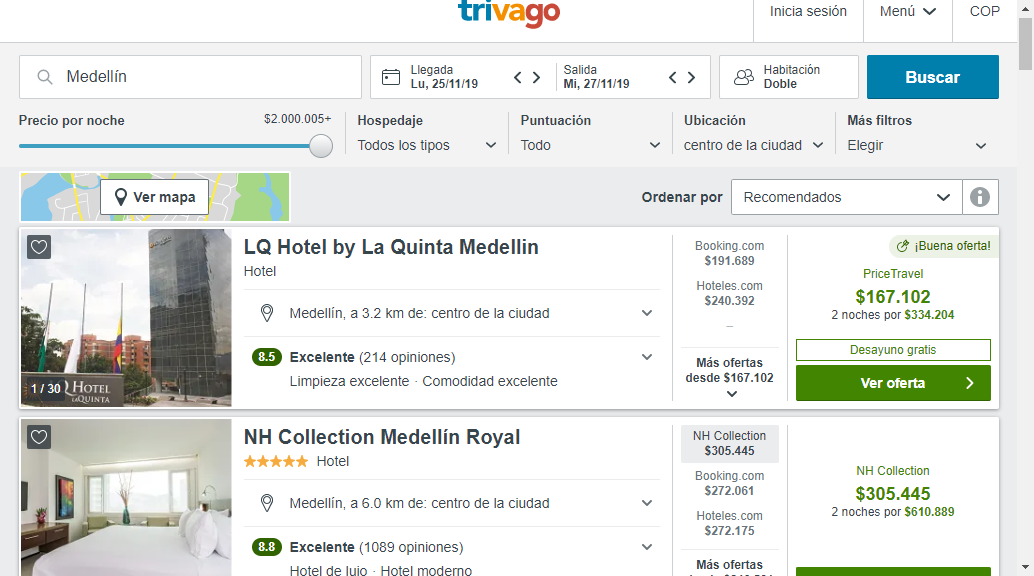 trivago
Inicia sesión
Menú
COP
Medellín
Llegada
Lu, 25/11/19
Salida
Mi, 27/11/19
Habitación
Doble
Buscar
Precio por noche
$2.000.005+
Hospedaje
Todos los tipos
Puntuación
Todo
Ubicación
centro de la ciudad
Más filtros
Elegir
Ver mapa
Ordenar por
Recomendados
LQ Hotel by La Quinta Medellin
Hotel
Medellín, a 3.2 km de: centro de la ciudad
8.5 Excelente (214 opiniones)
Limpieza excelente · Comodidad excelente
1 / 30
HOTEL
LAQUINTA
Booking.com
$191.689
Hoteles.com
$240.392
–
Más ofertas
desde $167.102
¡Buena oferta!
PriceTravel
$167.102
2 noches por $334.204
Desayuno gratis
Ver oferta
NH Collection Medellín Royal
Hotel
Medellín, a 6.0 km de: centro de la ciudad
8.8 Excelente (1089 opiniones)
Hotel de lujo · Hotel moderno
NH Collection
$305.445
Booking.com
$272.061
Hoteles.com
$272.175
Más ofertas
NH Collection
$305.445
2 noches por $610.889